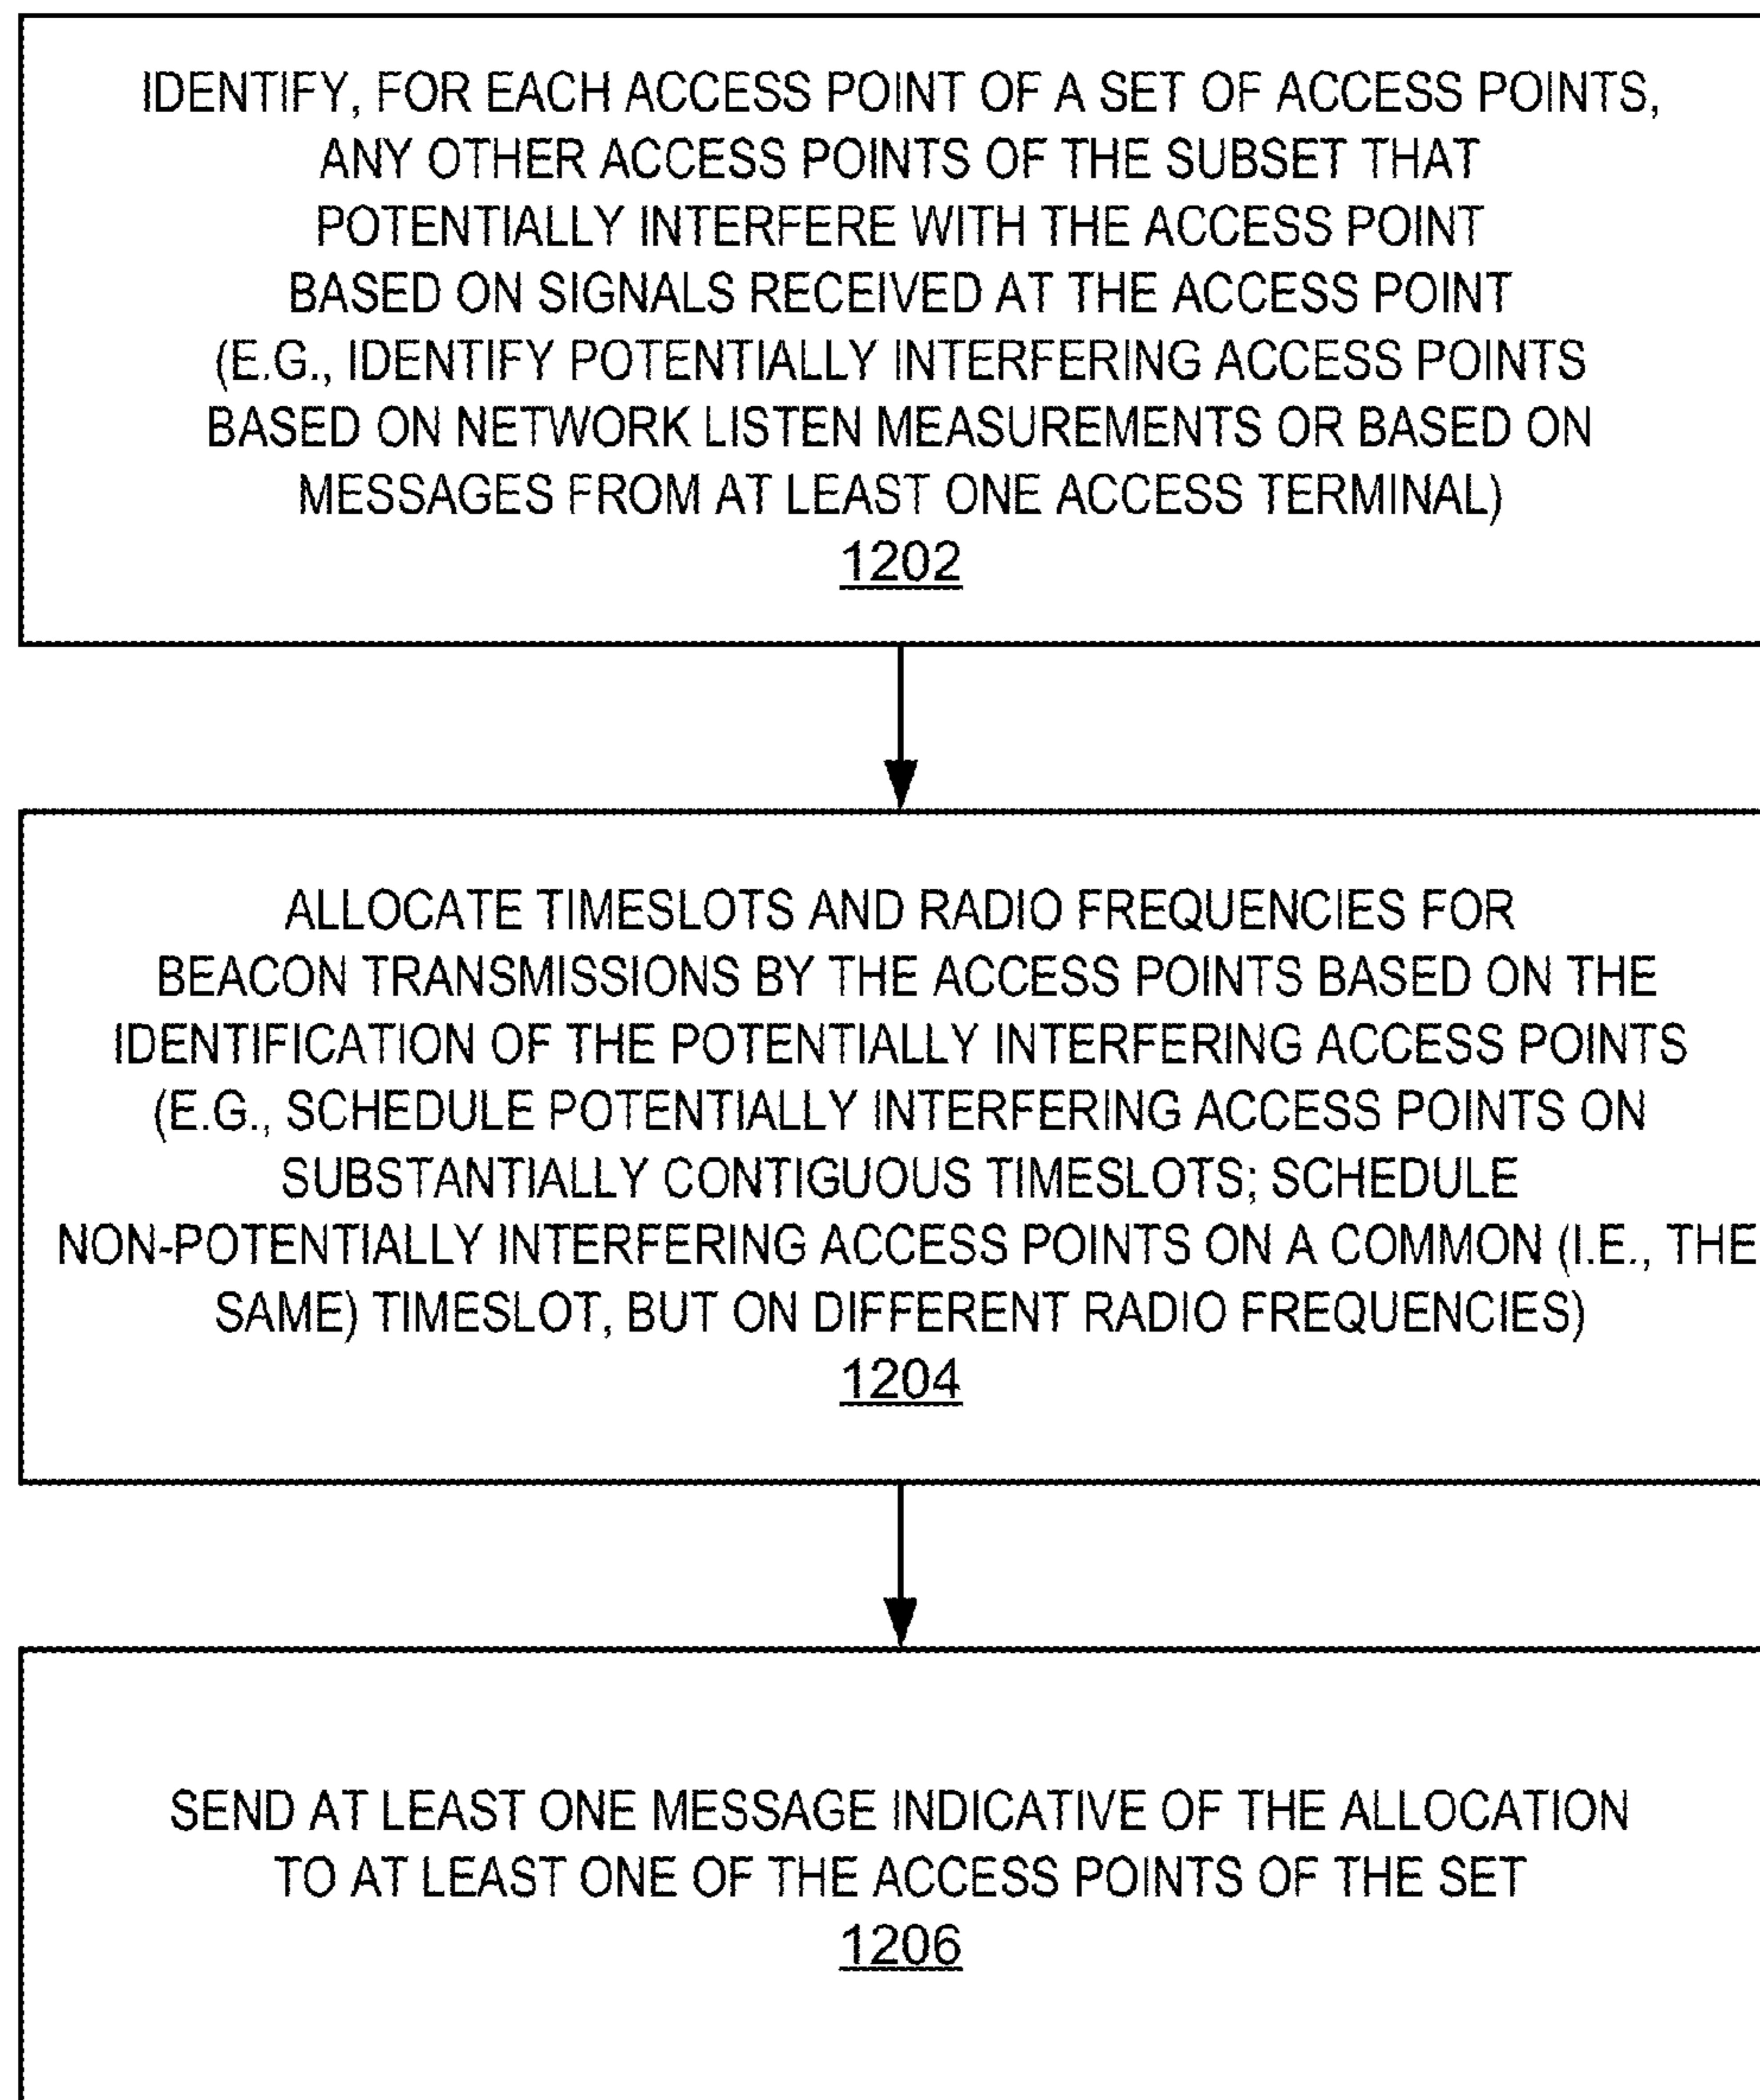 IDENTIFY, FOR EACH ACCESS POINT OF A SET OF ACCESS POINTS,
ANY OTHER ACCESS POINTS OF THE SUBSET THAT
POTENTIALLY INTERFERE WITH THE ACCESS POINT
BASED ON SIGNALS RECEIVED AT THE ACCESS POINT
(E.G., IDENTIFY POTENTIALLY INTERFERING ACCESS POINTS
BASED ON NETWORK LISTEN MEASUREMENTS OR BASED ON
MESSAGES FROM AT LEAST ONE ACCESS TERMINAL)
1202
ALLOCATE TIMESLOTS AND RADIO FREQUENCIES FOR
BEACON TRANSMISSIONS BY THE ACCESS POINTS BASED ON THE
IDENTIFICATION OF THE POTENTIALLY INTERFERING ACCESS POINTS
(E.G., SCHEDULE POTENTIALLY INTERFERING ACCESS POINTS ON
SUBSTANTIALLY CONTIGUOUS TIMESLOTS; SCHEDULE
NON-POTENTIALLY INTERFERING ACCESS POINTS ON A COMMON (I.E., THE
SAME) TIMESLOT, BUT ON DIFFERENT RADIO FREQUENCIES)
1204
SEND AT LEAST ONE MESSAGE INDICATIVE OF THE ALLOCATION
TO AT LEAST ONE OF THE ACCESS POINTS OF THE SET
1206